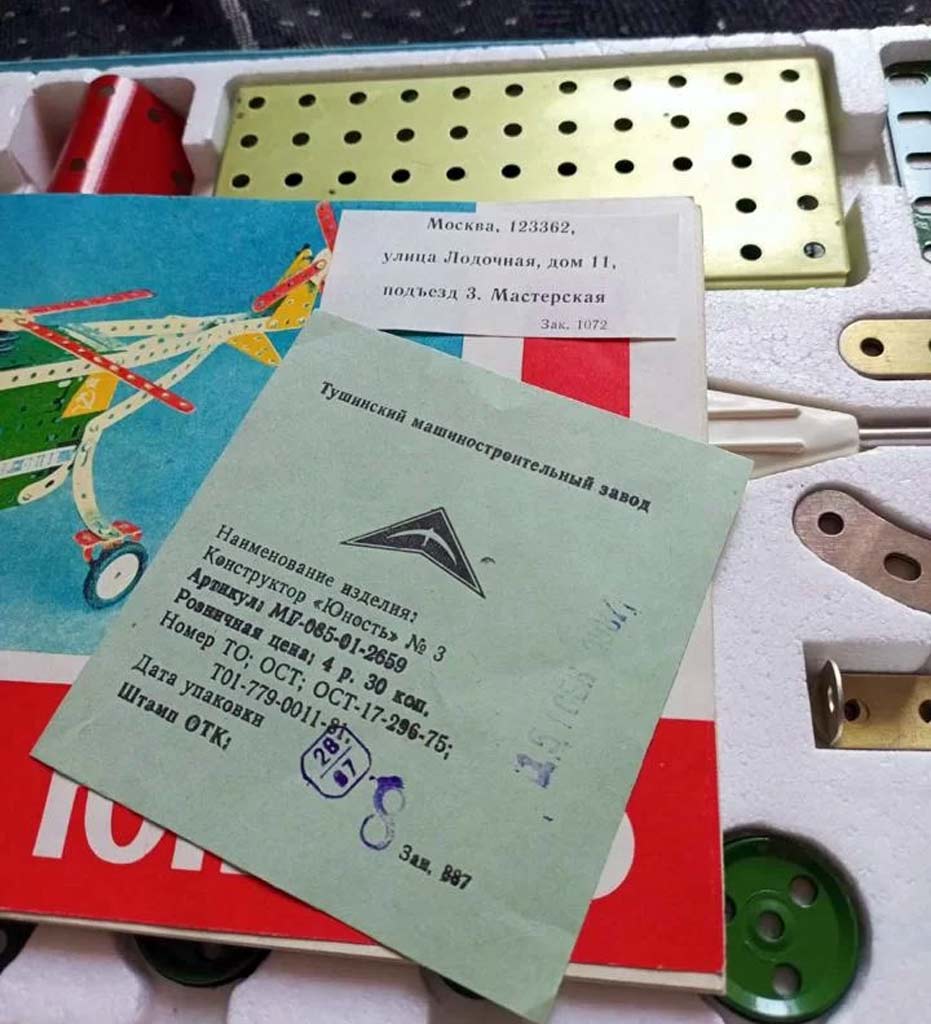 Москва, 123362,
улица Лодочная, дом 11,
подъезд 3. Мастерская
Зак. 1072
Тушинский машиностроительный завод
Наименование изделия:
Конструктор «Юность» № 3
Артикул: МГ-065-01-2659
Розничная цена: 4 р. 30 коп.
Номер ТО; ОСТ; ОСТ-17-296-75;
Т01-779-0011-81.
Дата упаковки
Штамп ОТК:
28
87
8
Зак. 887